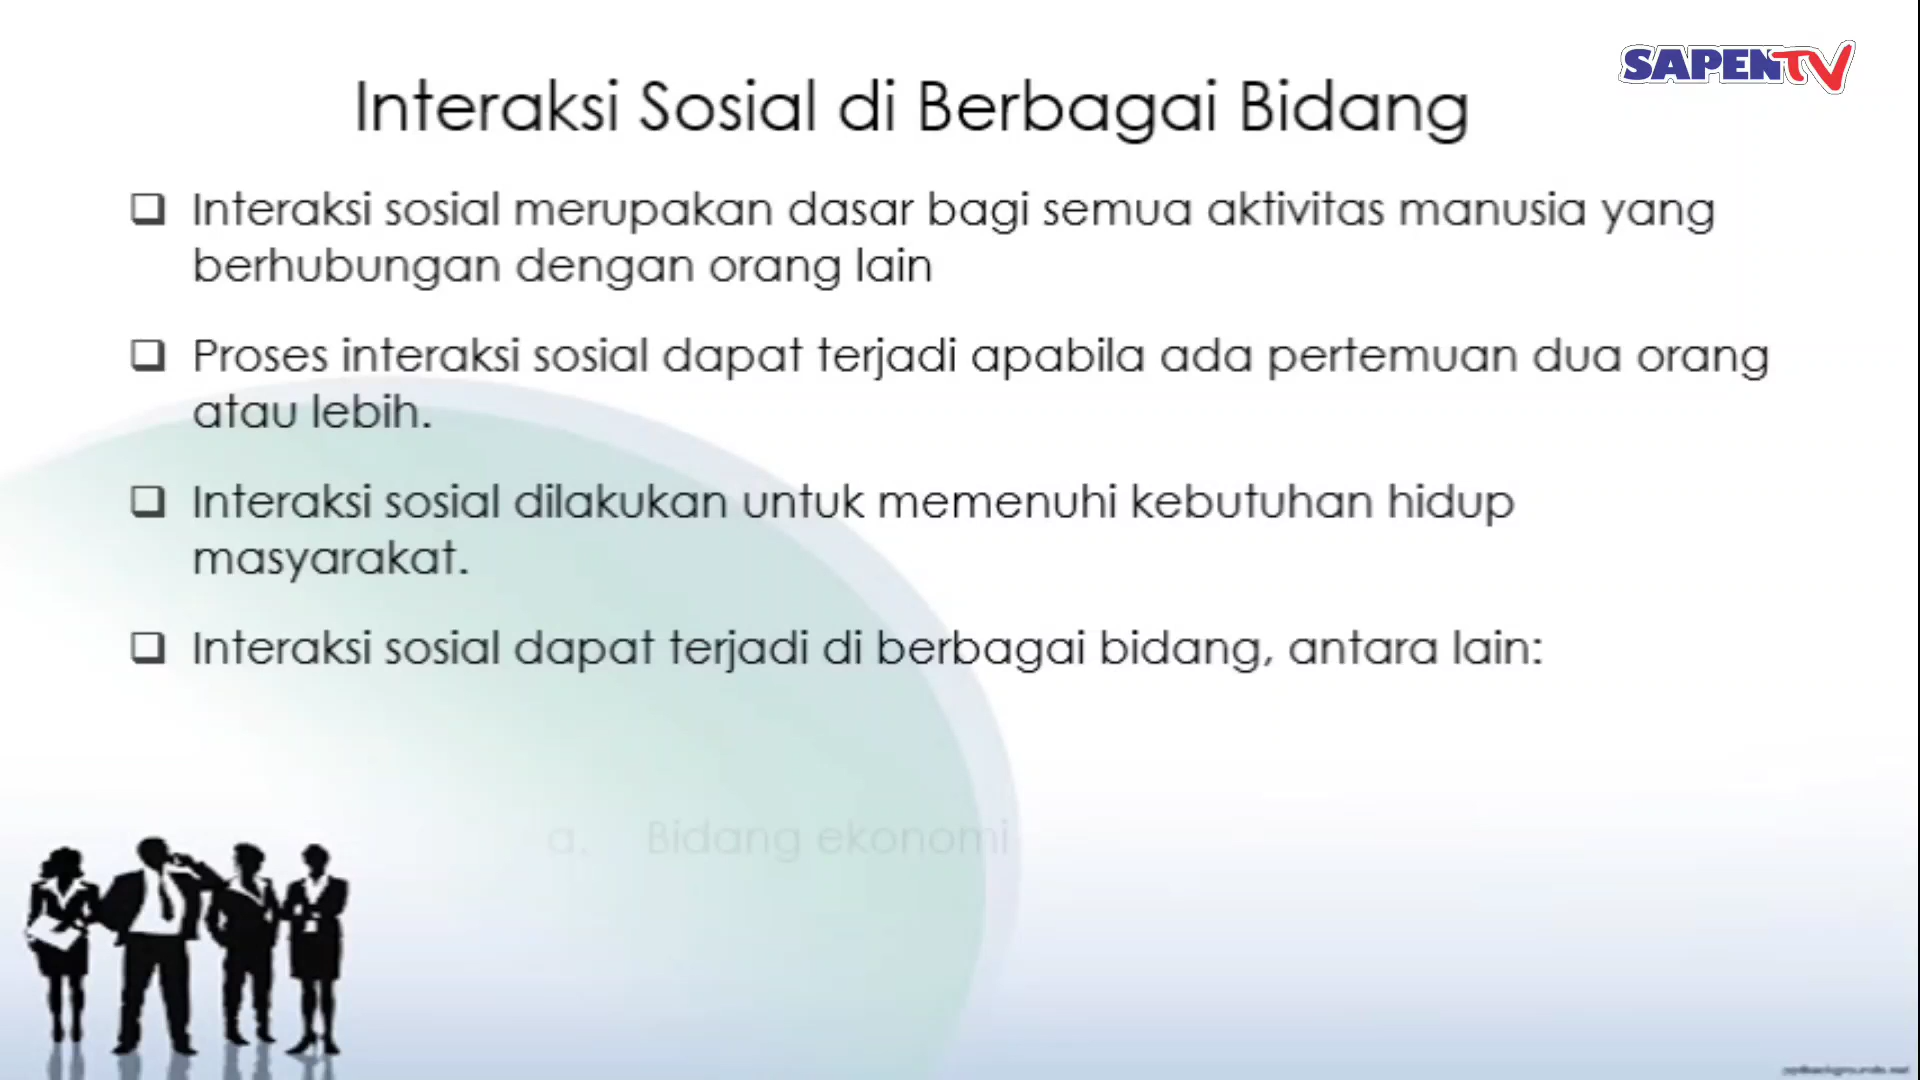 SAPENTV
Interaksi Sosial di Berbagai Bidang
Interaksi sosial merupakan dasar bagi semua aktivitas manusia yang
berhubungan dengan orang lain
Proses interaksi sosial dapat terjadi apabila ada pertemuan dua orang
atau lebih.
Interaksi sosial dilakukan untuk memenuhi kebutuhan hidup
masyarakat.
Interaksi sosial dapat terjadi di berbagai bidang, antara lain:
a. Bidang ekonomi